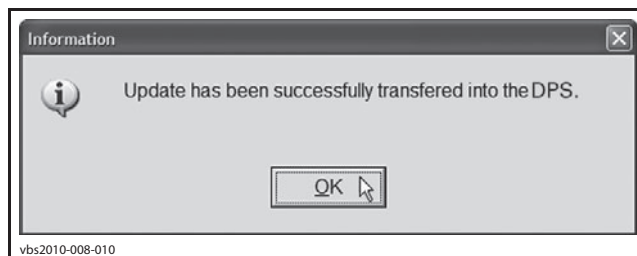 Information
Update has been successfully transfered into the DPS.
OK
vbs2010-008-010